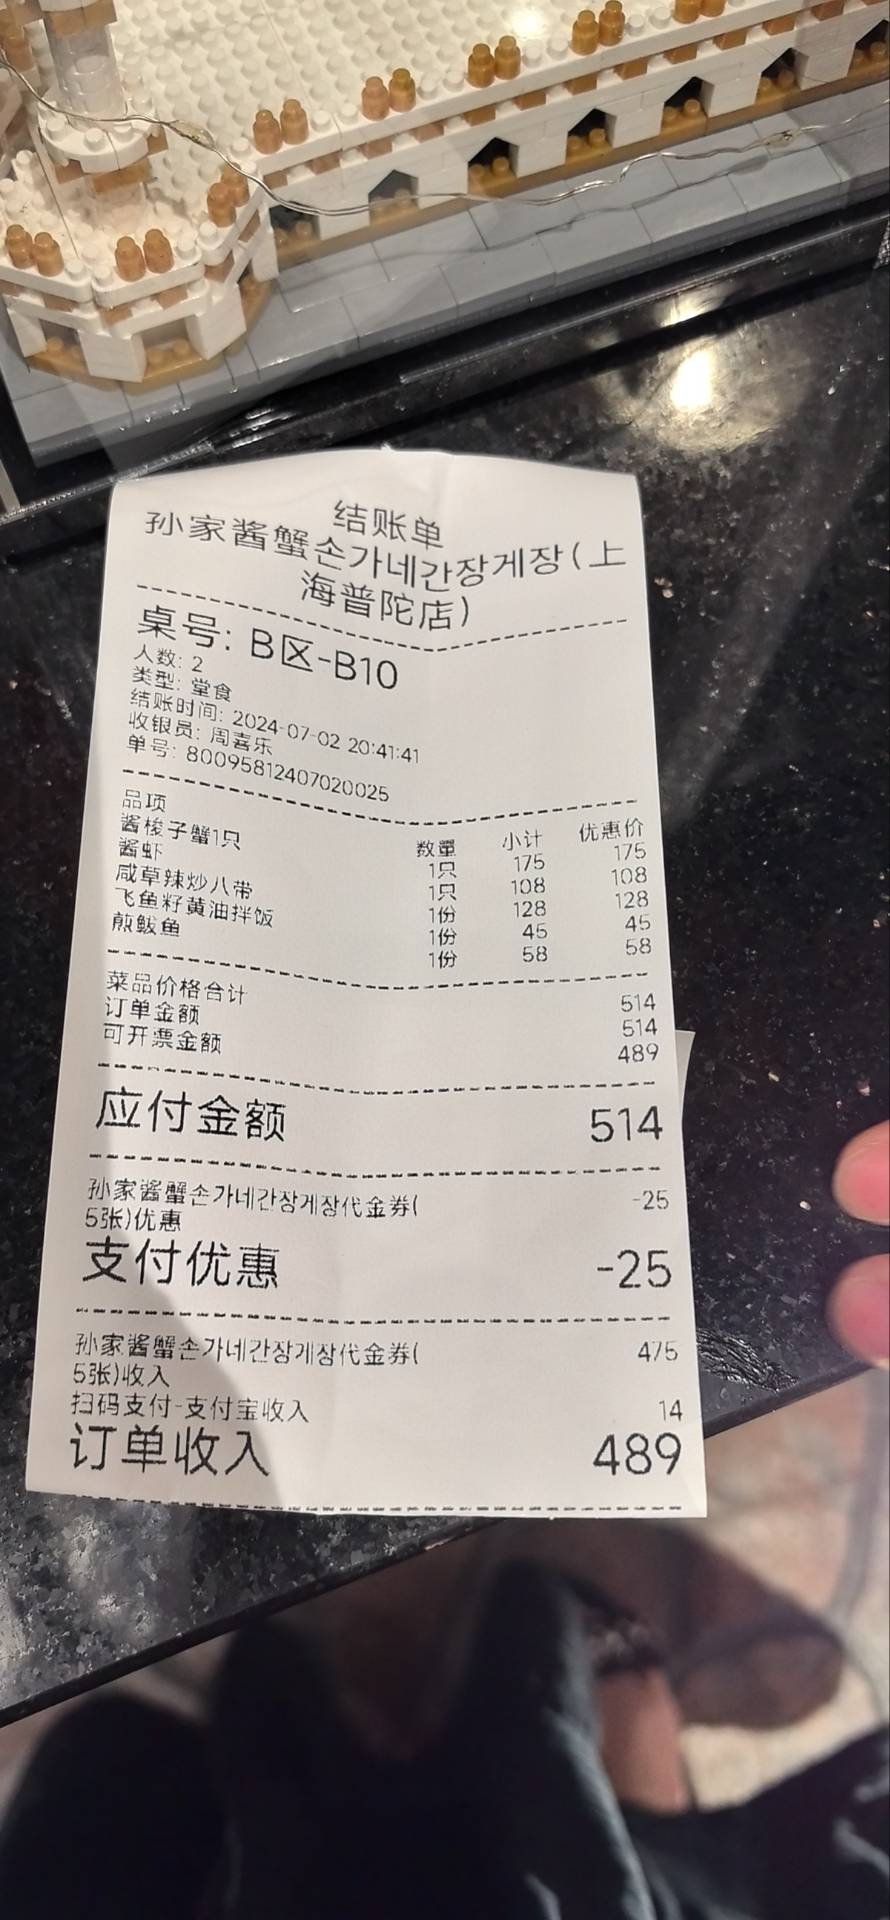 结账单
孙家酱蟹손가네간장게장(上
海普陀店)
桌号: B区-B10
人数: 2
类型: 堂食
结账时间: 2024-07-02 20:41:41
收银员: 周喜乐
单号: 80095812407020025
品项 数量 小计 优惠价
酱梭子蟹1只 1只 175 175
酱虾 1只 108 108
咸草辣炒八带 1份 128 128
飞鱼籽黄油拌饭 1份 45 45
煎鲅鱼 1份 58 58
菜品价格合计 514
订单金额 514
可开票金额 489
应付金额 514
孙家酱蟹손가네간장게장代金券( -25
5张)优惠
支付优惠 -25
孙家酱蟹손가네간장게장代金券( 475
5张)收入
扫码支付-支付宝收入 14
订单收入 489